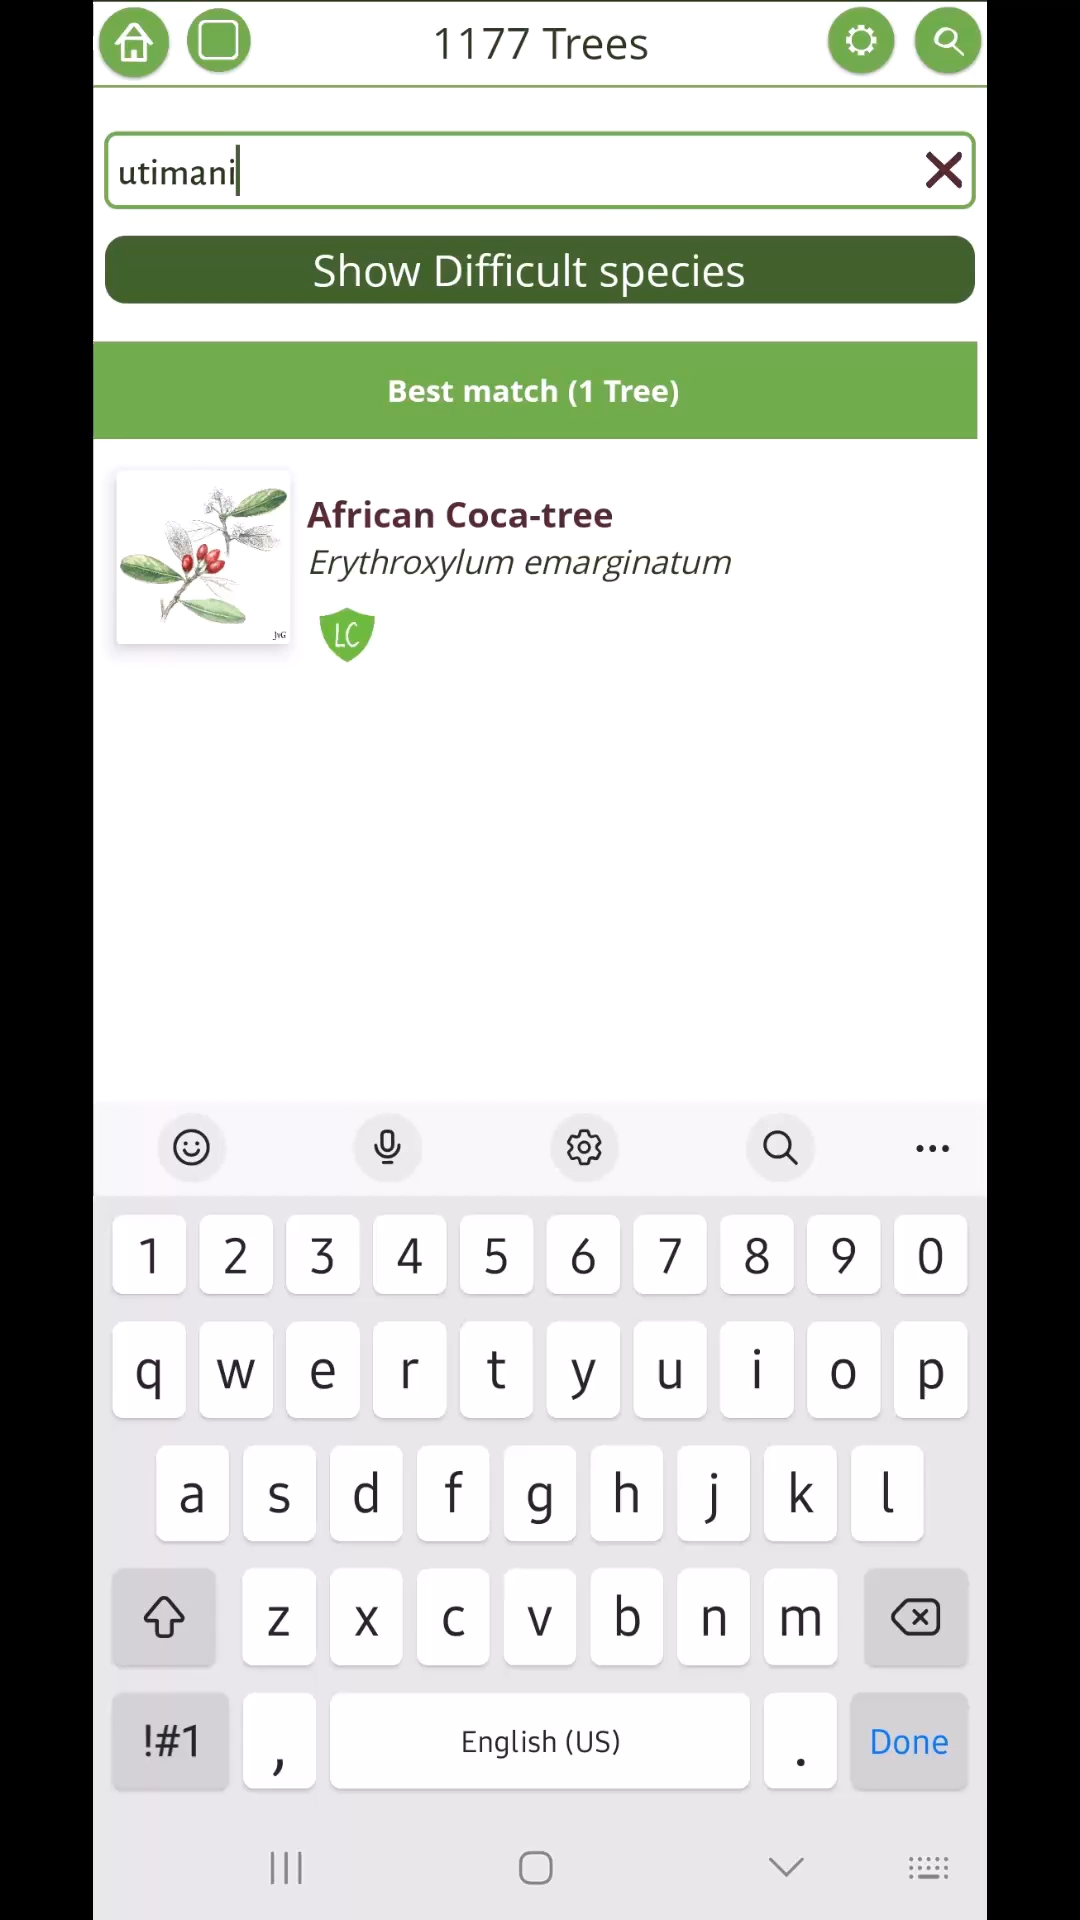 1177 Trees
utimani
Show Difficult species
Best match (1 Tree)
African Coca-tree
Erythroxylum emarginatum
LC
JvG
1 2 3 4 5 6 7 8 9 0
q w e r t y u i o p
a s d f g h j k l
z x c v b n m
!#1 , English (US) . Done